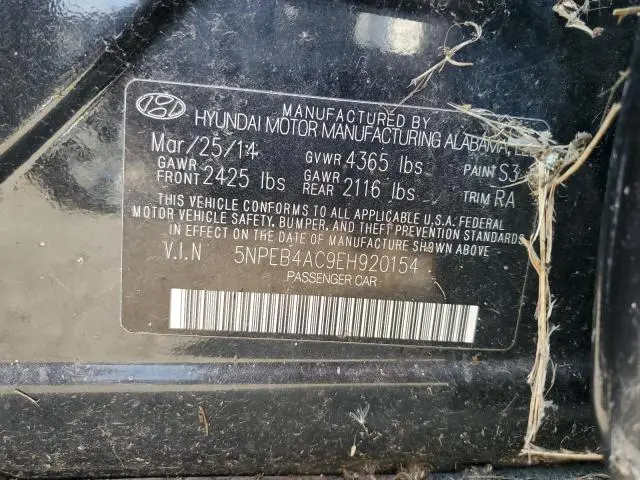 MANUFACTURED BY
HYUNDAI MOTOR MANUFACTURING ALABAMA,
Mar/25/14 GVWR 4365 lbs PAINT S3
GAWR FRONT 2425 lbs GAWR REAR 2116 lbs TRIM RA
THIS VEHICLE CONFORMS TO ALL APPLICABLE U.S.A. FEDERAL
MOTOR VEHICLE SAFETY, BUMPER, AND THEFT PREVENTION
STANDARDS IN EFFECT ON THE DATE OF MANUFACTURE SHOWN ABOVE
V.I.N 5NPEB4AC9EH920154
PASSENGER CAR